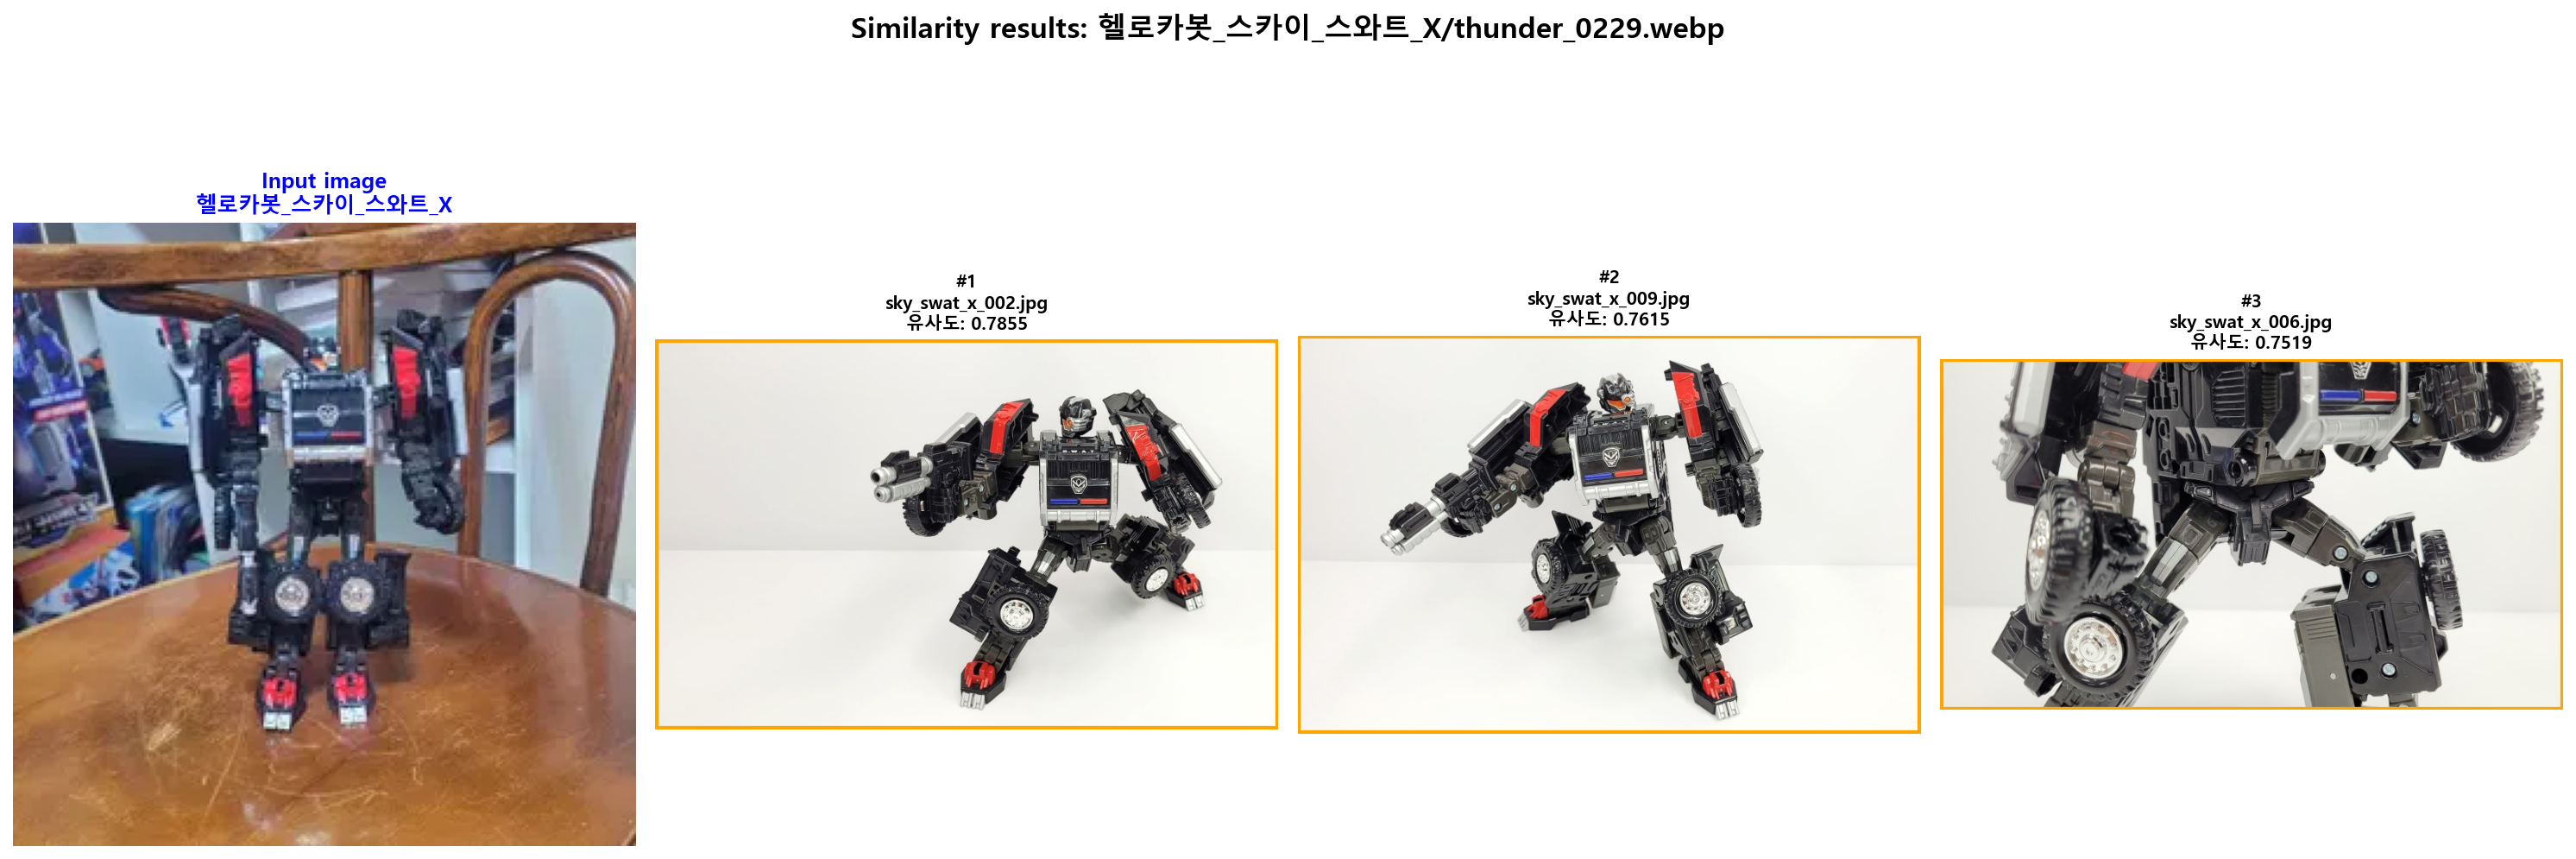 Similarity results: 헬로카봇_스카이_스와트_X/thunder_0229.webp
Input image
헬로카봇_스카이_스와트_X
#1
sky_swat_x_002.jpg
유사도: 0.7855
#2
sky_swat_x_009.jpg
유사도: 0.7615
#3
sky_swat_x_006.jpg
유사도: 0.7519